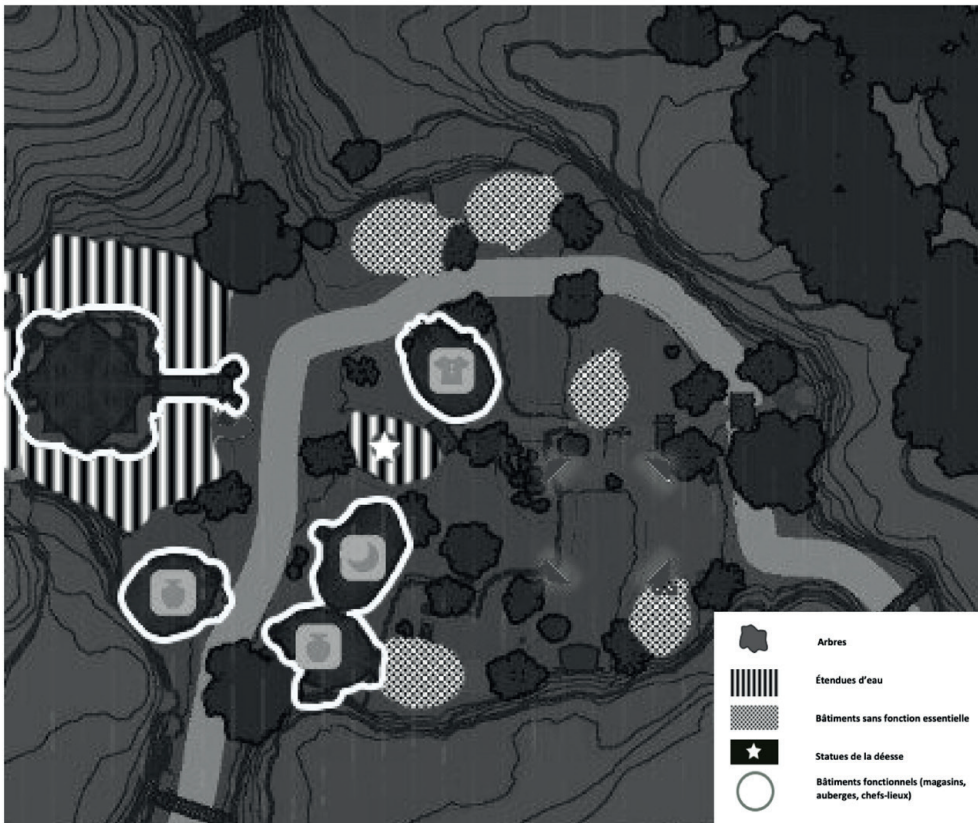 Arbres
Étendues d'eau
Bâtiments sans fonction essentielle
Statues de la déesse
Bâtiments fonctionnels (magasins,
auberges, chefs-lieux)